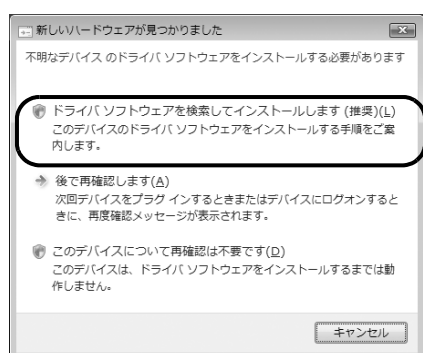 新しいハードウェアが見つかりました
不明なデバイス のドライバ ソフトウェアをインストールする必要があります
ドライバ ソフトウェアを検索してインストールします (推奨)(L)
このデバイスのドライバ ソフトウェアをインストールする手順をご案
内します。
後で再確認します(A)
次回デバイスをプラグ インするときまたはデバイスにログオンすると
きに、再度確認メッセージが表示されます。
このデバイスについて再確認は不要です(D)
このデバイスは、ドライバ ソフトウェアをインストールするまでは動
作しません。
キャンセル